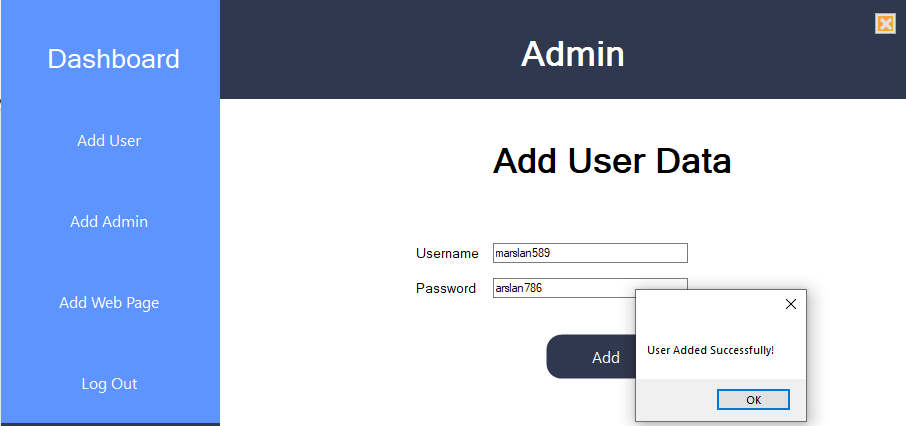 Dashboard
Admin
Add User
Add Admin
Add Web Page
Log Out
Add User Data
Username marslan589
Password arslan786
Add
User Added Successfully!
OK